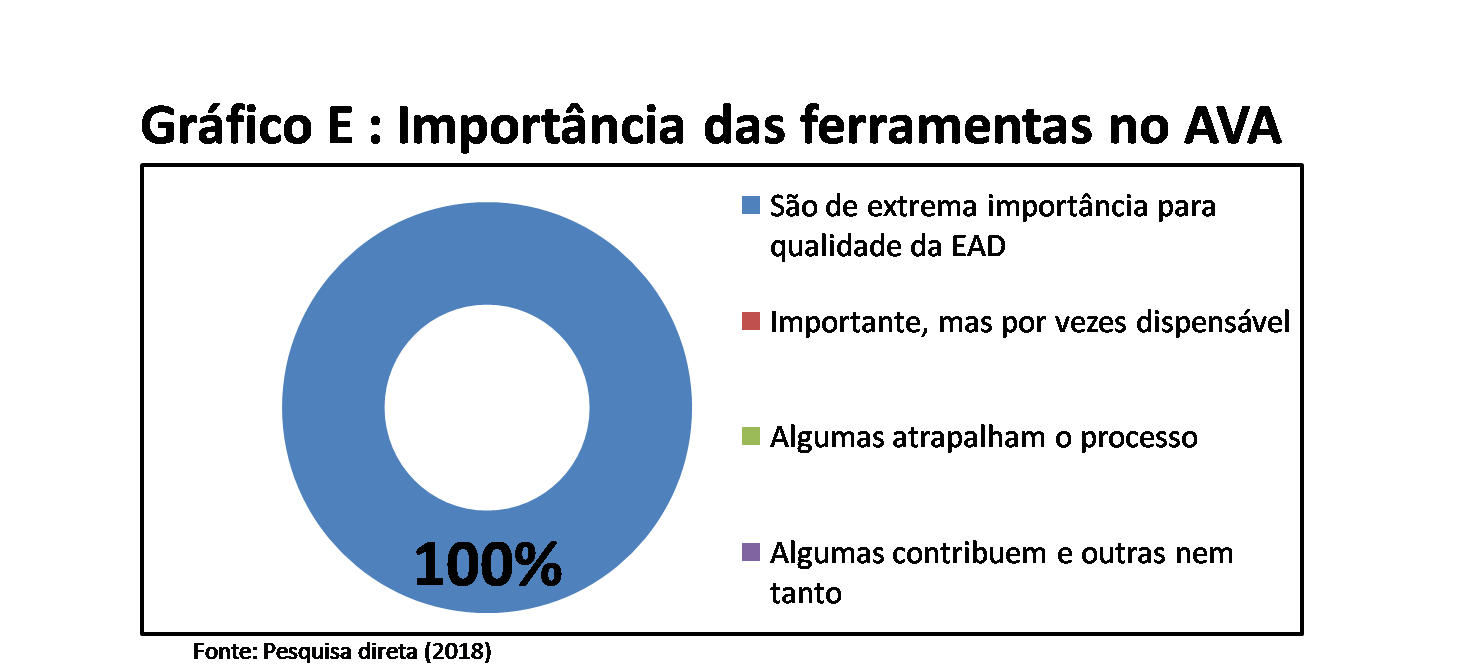 Gráfico E : Importância das ferramentas no AVA
São de extrema importância para
qualidade da EAD
Importante, mas por vezes dispensável
Algumas atrapalham o processo
Algumas contribuem e outras nem
tanto
100%
Fonte: Pesquisa direta (2018)